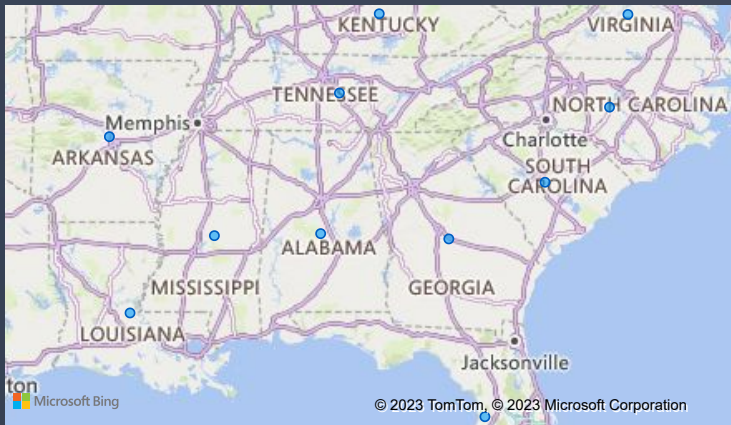 KENTUCKY
VIRGINIA
TENNESSEE
NORTH CAROLINA
Memphis
Charlotte
ARKANSAS
SOUTH
CAROLINA
ALABAMA
MISSISSIPPI
GEORGIA
LOUISIANA
Jacksonville
ton
Microsoft Bing
© 2023 TomTom, © 2023 Microsoft Corporation